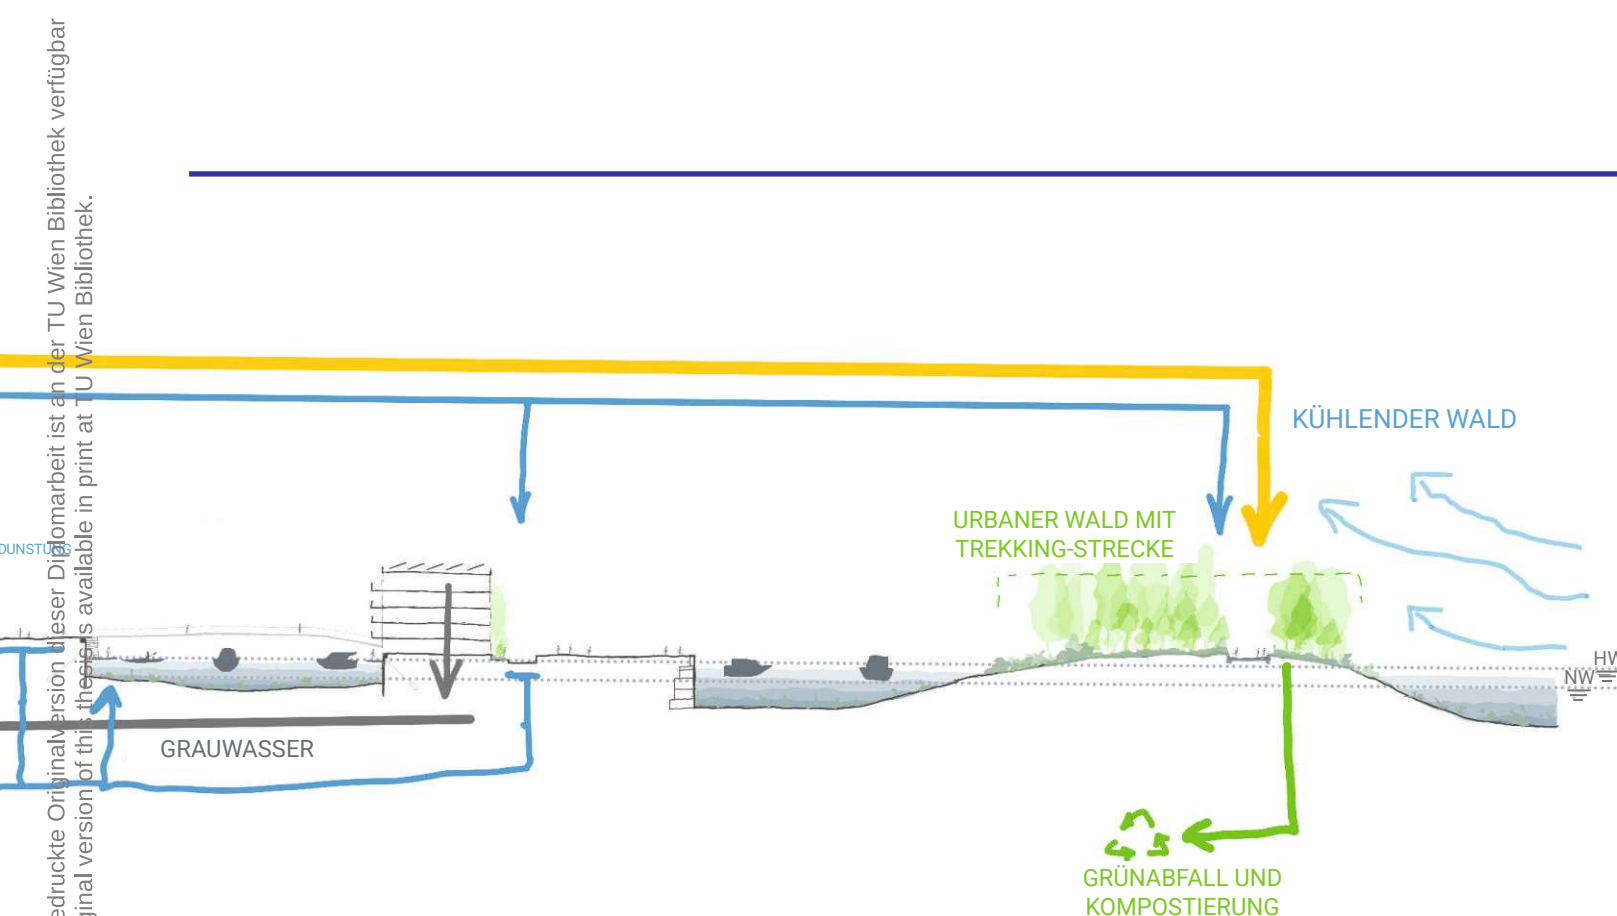 edruckte Originalversion dieser Diplomarbeit ist an der TU Wien Bibliothek verfügbar
ginal version of this thesis is available in print at TU Wien Bibliothek.
KÜHLENDER WALD
URBANER WALD MIT
TREKKING-STRECKE
DUNSTUNG
HW
NW
GRAUWASSER
GRÜNABFALL UND
KOMPOSTIERUNG